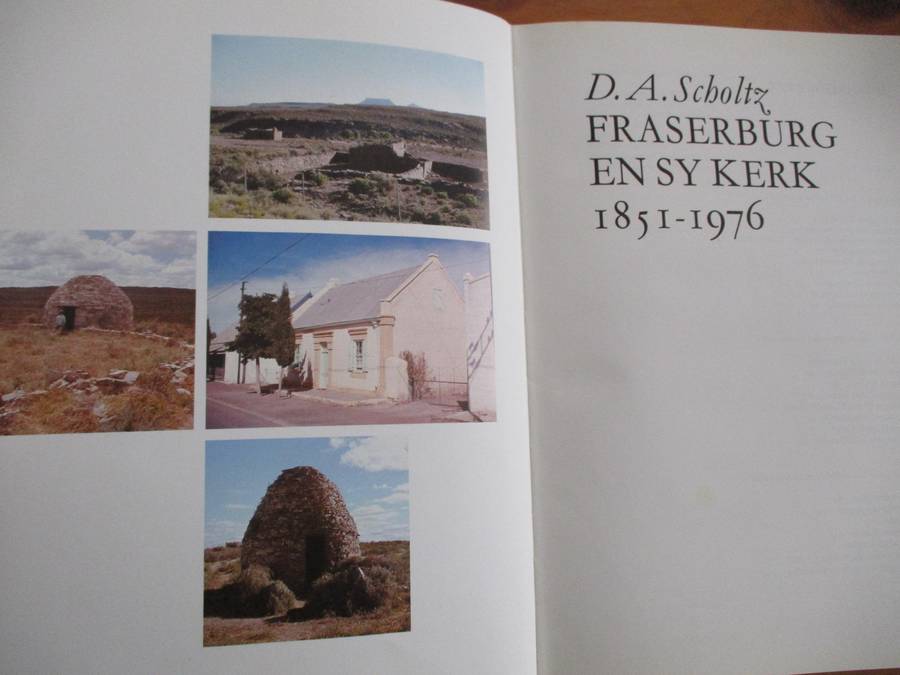 D. A. Scholtz
FRASERBURG
EN SY KERK
1851-1976